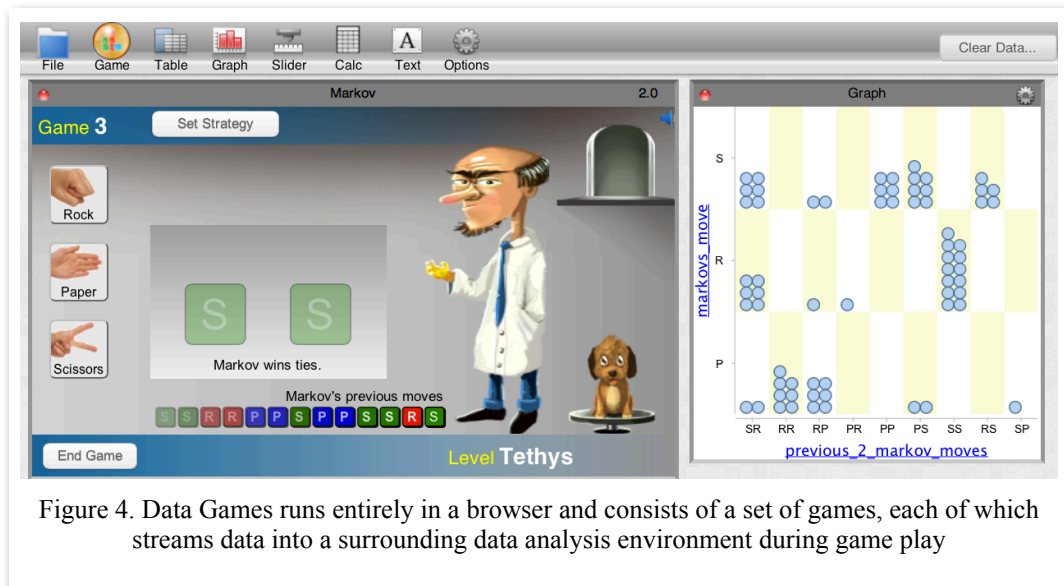 File Game Table Graph Slider Calc Text Options Clear Data...
A
Markov 2.0
Game 3 Set Strategy
Rock
Paper
Scissors
S S
Markov wins ties.
Markov's previous moves
S S R R P P S P P S S R S
End Game
Level Tethys
Graph
markovs_move
S
R
P
SR RR RP PR PP PS SS RS SP
previous_2_markov_moves
Figure 4. Data Games runs entirely in a browser and consists of a set of games, each of which
streams data into a surrounding data analysis environment during game play